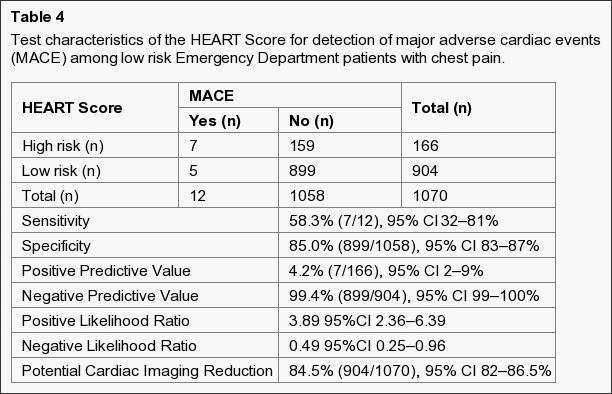 Table 4
Test characteristics of the HEART Score for detection of major adverse cardiac events
(MACE) among low risk Emergency Department patients with chest pain.
HEART Score MACE Total (n)
Yes (n) No (n)
High risk (n) 7 159 166
Low risk (n) 5 899 904
Total (n) 12 1058 1070
Sensitivity 58.3% (7/12), 95% CI 32–81%
Specificity 85.0% (899/1058), 95% CI 83–87%
Positive Predictive Value 4.2% (7/166), 95% CI 2–9%
Negative Predictive Value 99.4% (899/904), 95% CI 99–100%
Positive Likelihood Ratio 3.89 95%CI 2.36–6.39
Negative Likelihood Ratio 0.49 95%CI 0.25–0.96
Potential Cardiac Imaging Reduction 84.5% (904/1070), 95% CI 82–86.5%